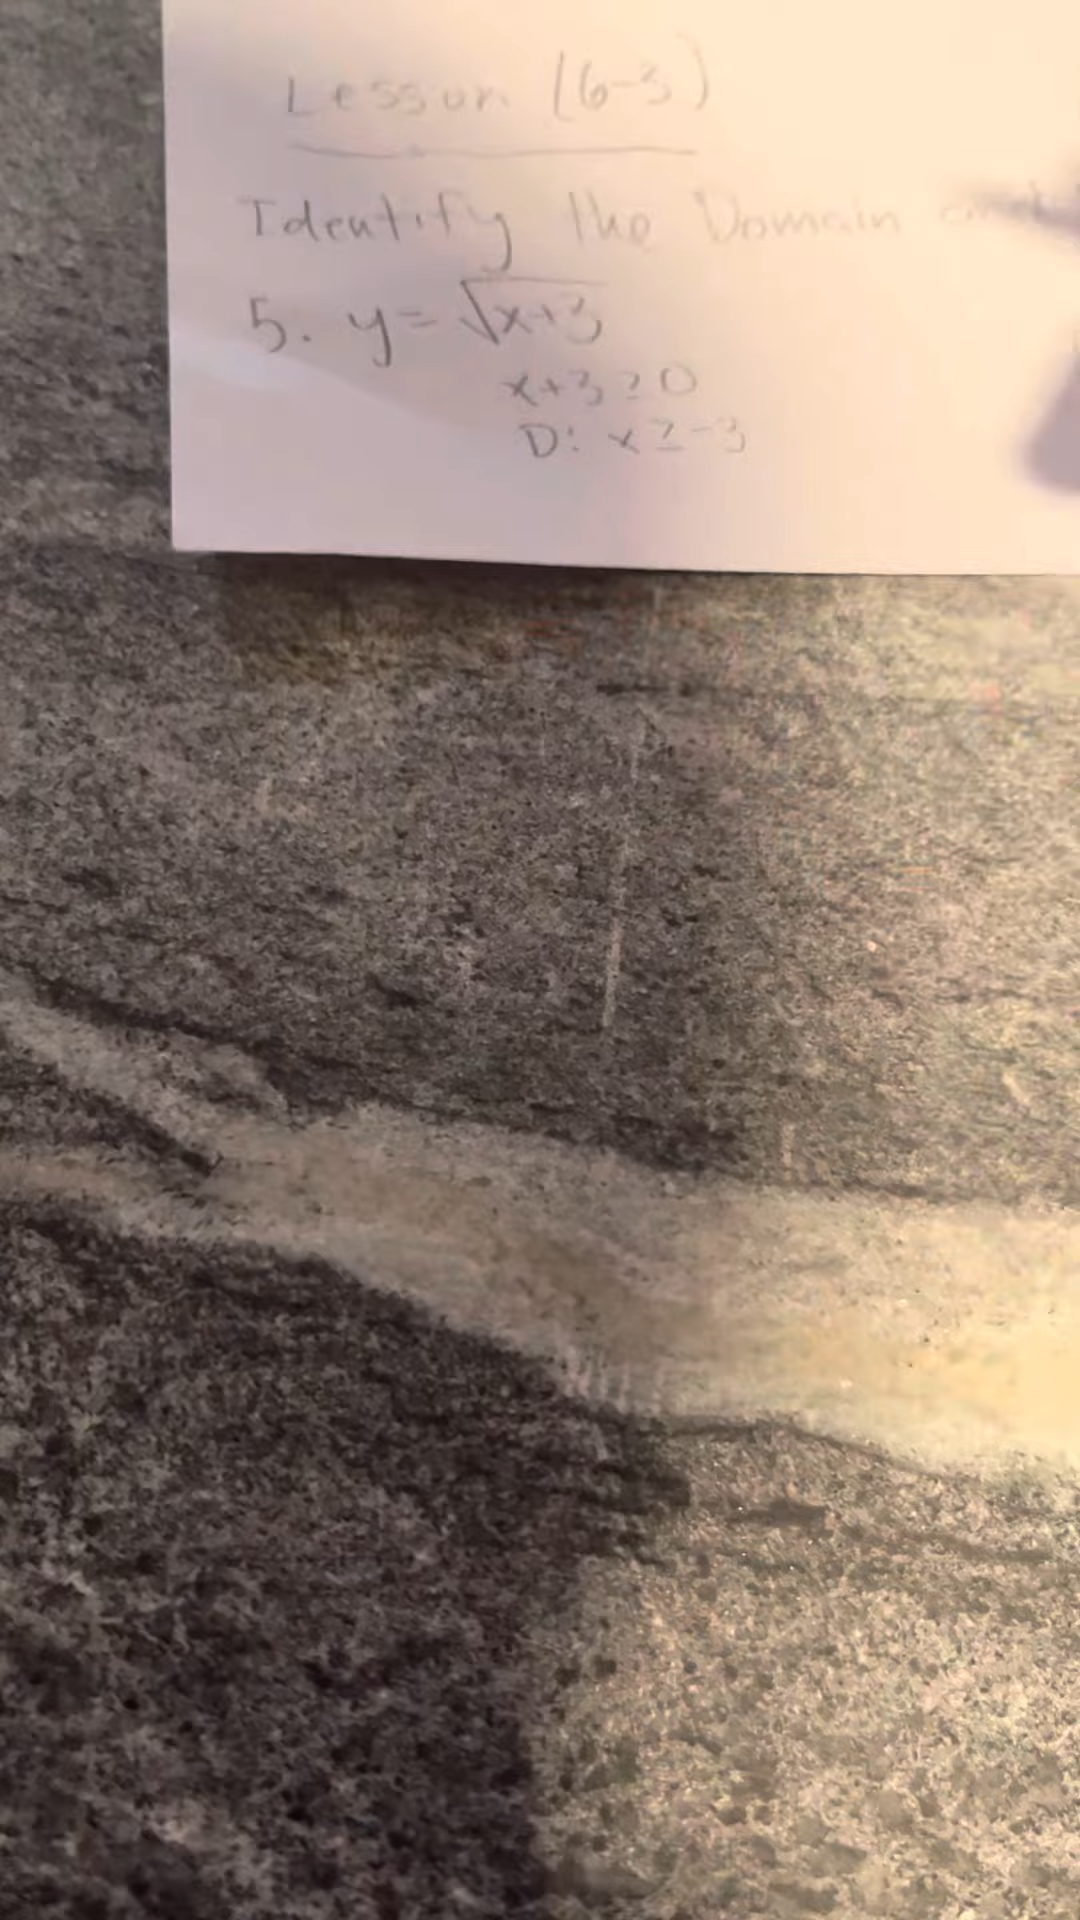 Lesson (6-3)
Identify the Domain
5. y=√x+3
x+3≥0
D: x≥-3